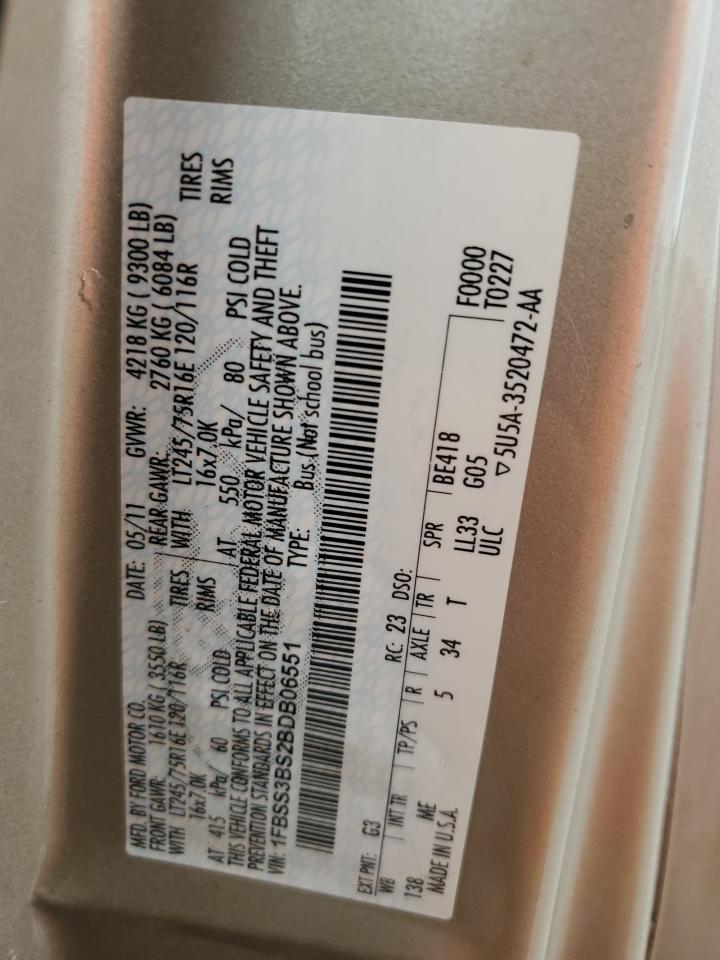 MFD. BY FORD MOTOR CO. DATE: 05/11 GVWR: 4218 KG ( 9300 LB)
FRONT GAWR: 1610 KG ( 3550 LB) REAR GAWR: 2760 KG ( 6084 LB)
WITH LT245/75R16E 120/116R TIRES WITH LT245/75R16E 120/116R TIRES
16x7.0K RIMS 16x7.0K RIMS
AT 415 kPa/ 60 PSI COLD AT 550 kPa/ 80 PSI COLD
THIS VEHICLE CONFORMS TO ALL APPLICABLE FEDERAL MOTOR VEHICLE SAFETY AND THEFT
PREVENTION STANDARDS IN EFFECT ON THE DATE OF MANUFACTURE SHOWN ABOVE.
VIN: 1FBSS3BS2BDB06551 TYPE: Bus (Not school bus)
EXT PNT: G3 RC: 23 DSO: F0000
WB INT TR TP/PS R AXLE TR SPR BE418 T0227
138 ME 5 34 T LL33 G05
MADE IN U.S.A. ULC ▽5U5A-3520472-AA